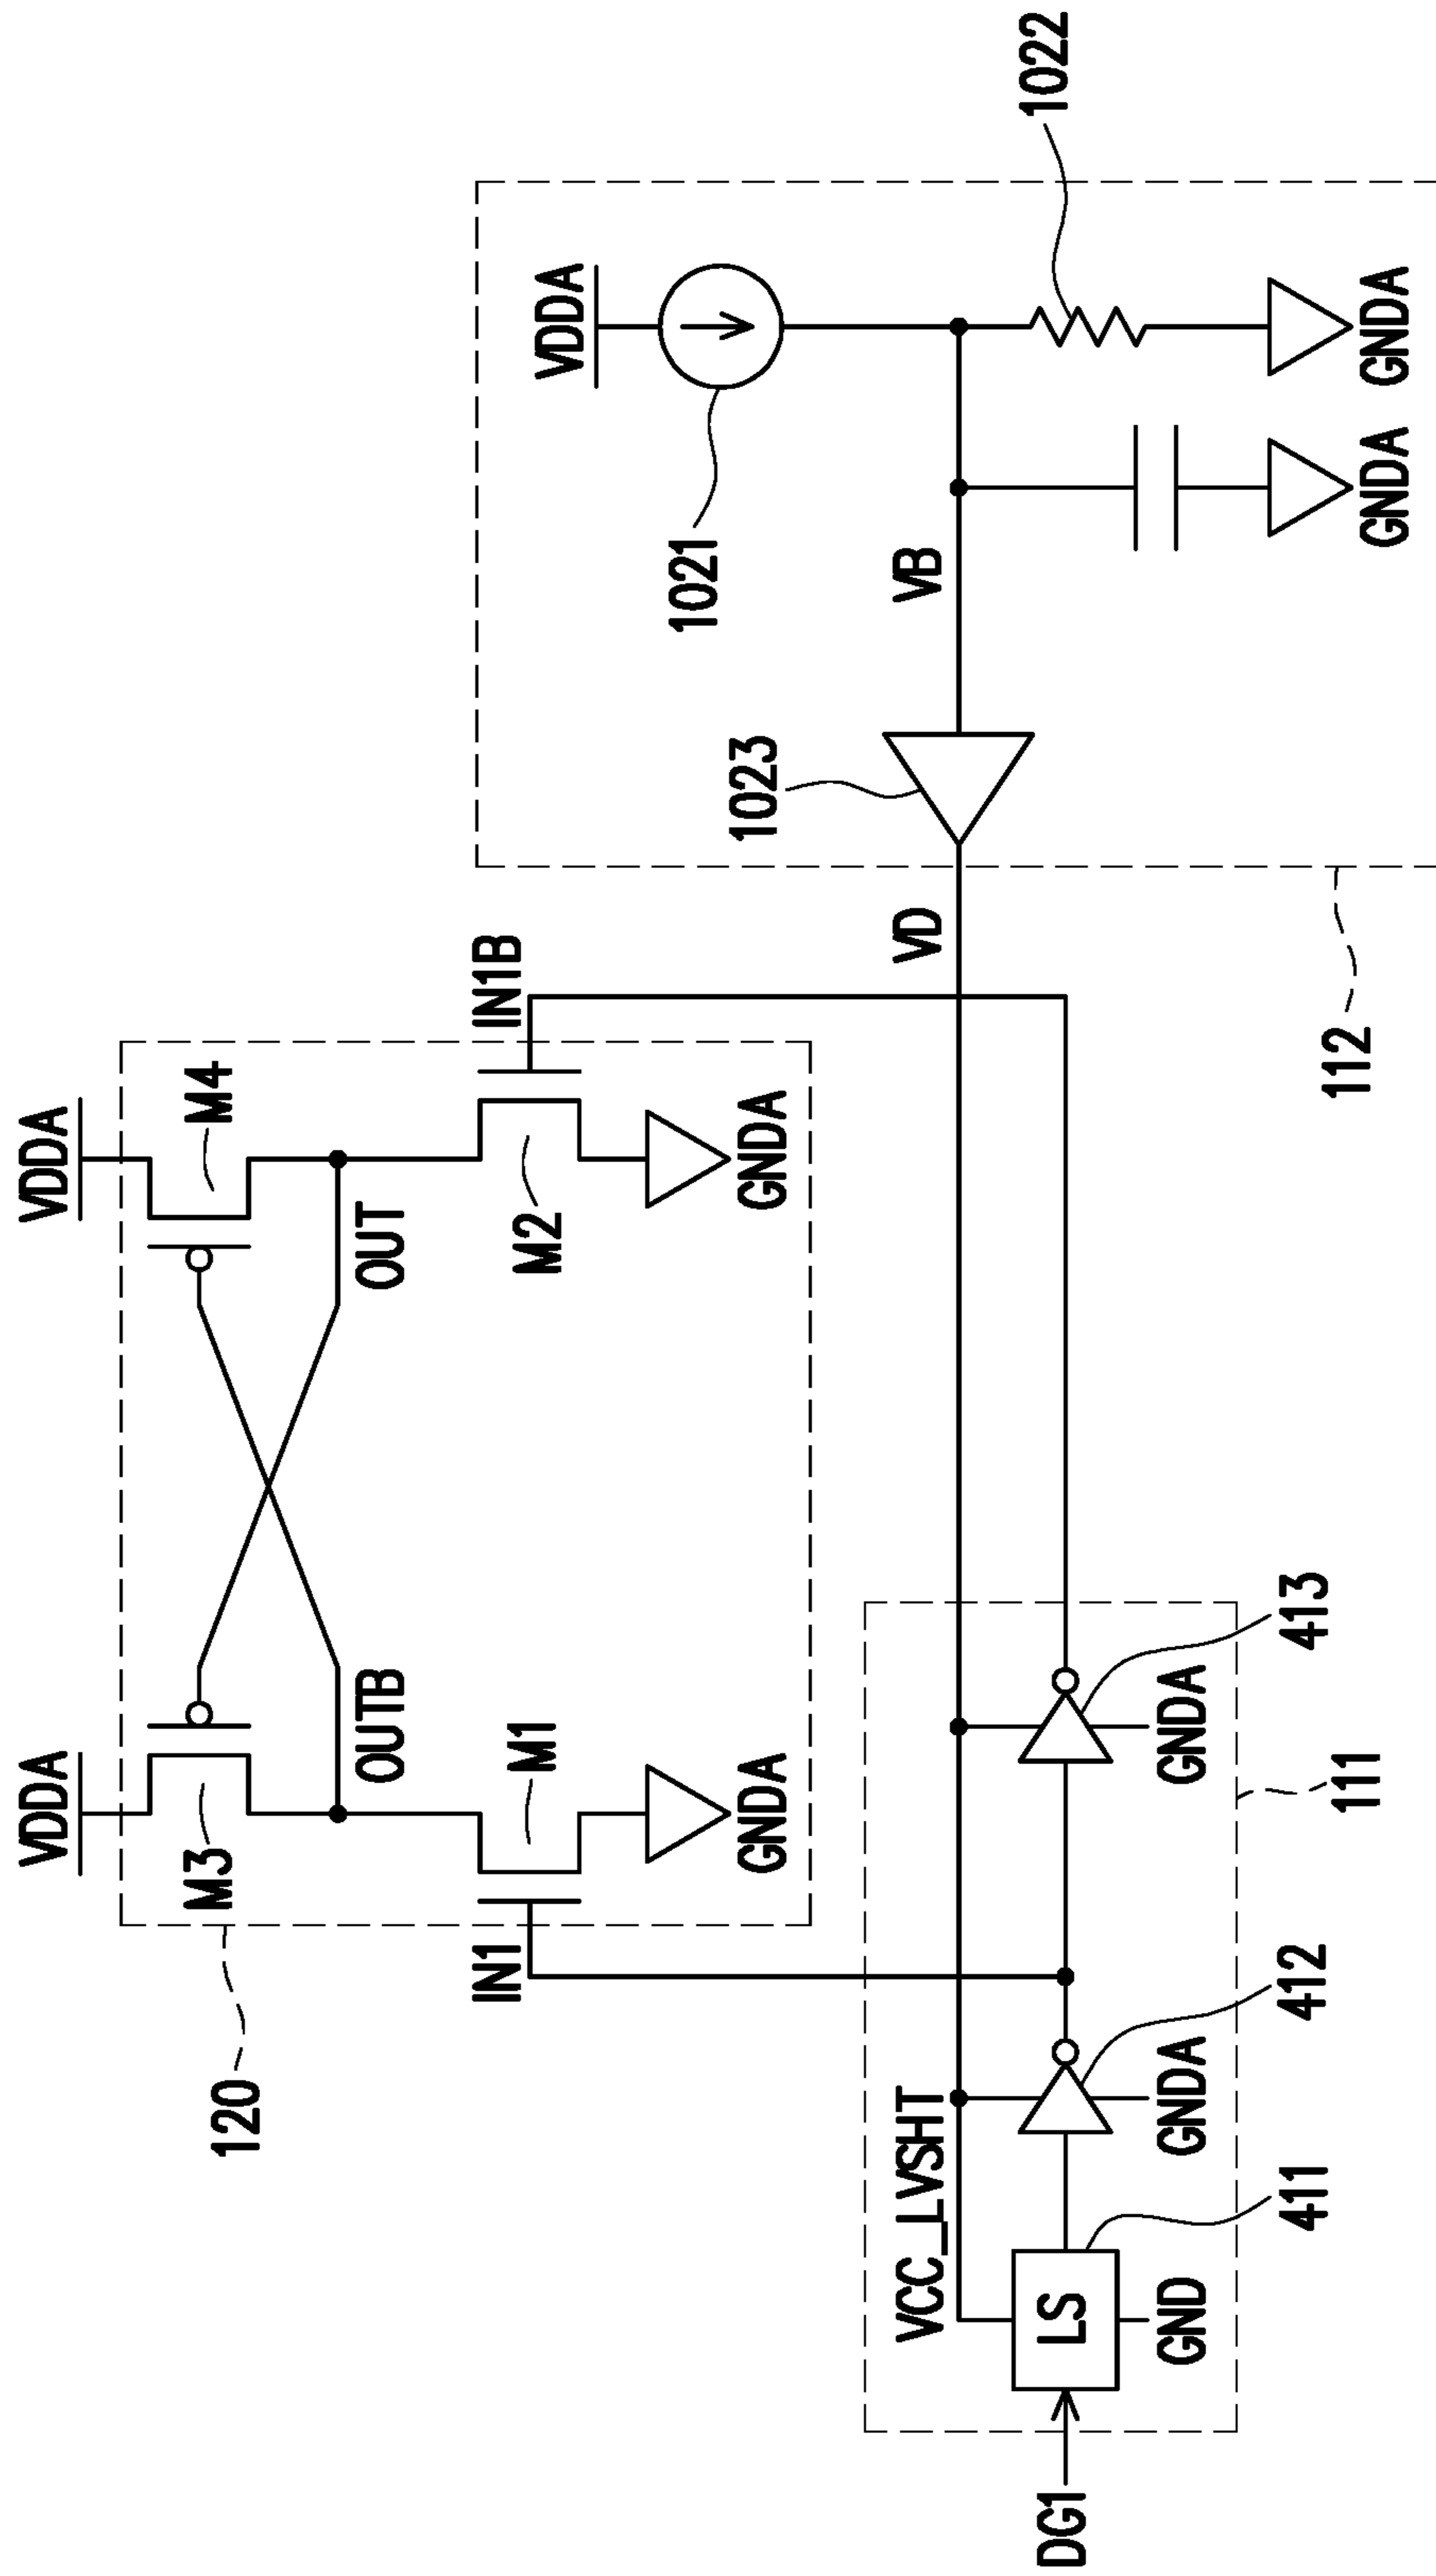 VDDA
VDDA
M3
M4
120
OUTB
OUT
IN1
M1
M2
IN1B
GNDA
GNDA
VDDA
1021
1022
1023
VB
VD
GNDA
GNDA
112
VCC_LVSHT
DG1
LS
GND
GNDA
GNDA
411
412
413
111